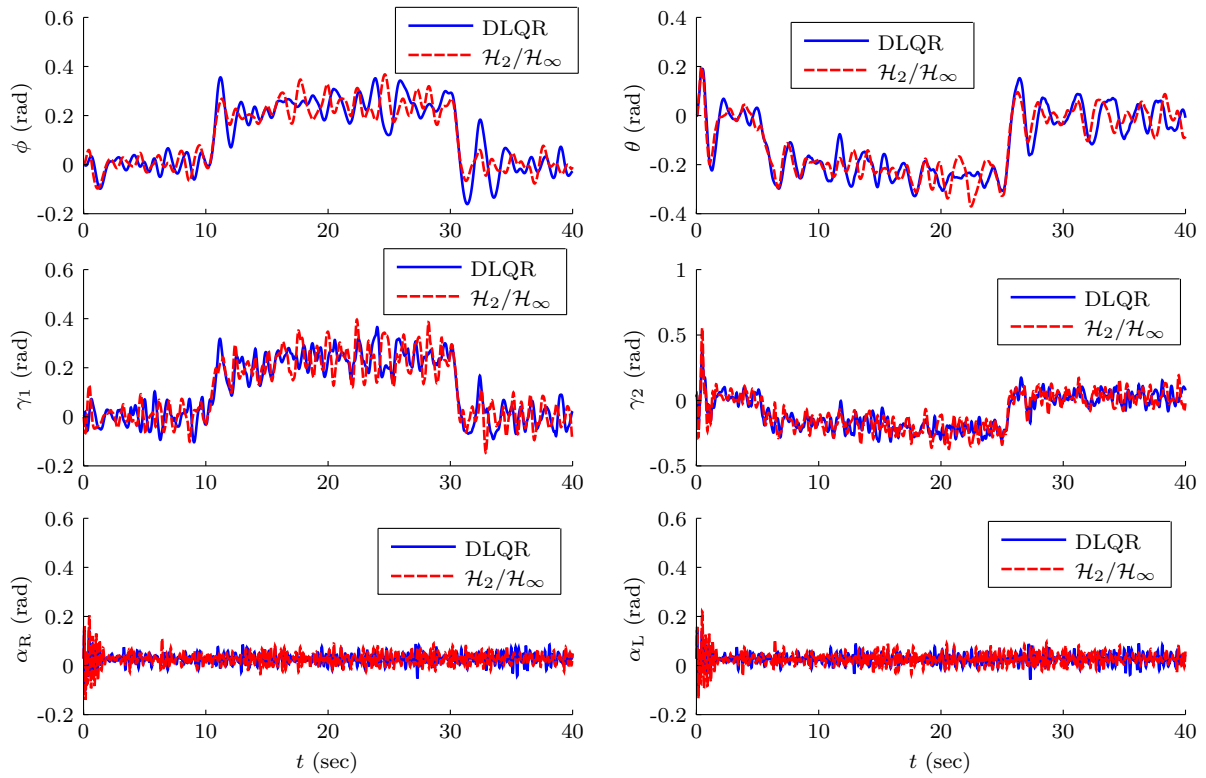 0.6
0.4
0.2
0
-0.2
0
10
20
30
40
ϕ (rad)
DLQR
H₂/H∞
0.4
0.2
0
-0.2
-0.4
0
10
20
30
40
θ (rad)
DLQR
H₂/H∞
0.6
0.4
0.2
0
-0.2
0
10
20
30
40
γ₁ (rad)
DLQR
H₂/H∞
1
0.5
0
-0.5
0
10
20
30
40
γ₂ (rad)
DLQR
H₂/H∞
0.6
0.4
0.2
0
-0.2
0
10
20
30
40
α_R (rad)
t (sec)
DLQR
H₂/H∞
0.6
0.4
0.2
0
-0.2
0
10
20
30
40
α_L (rad)
t (sec)
DLQR
H₂/H∞